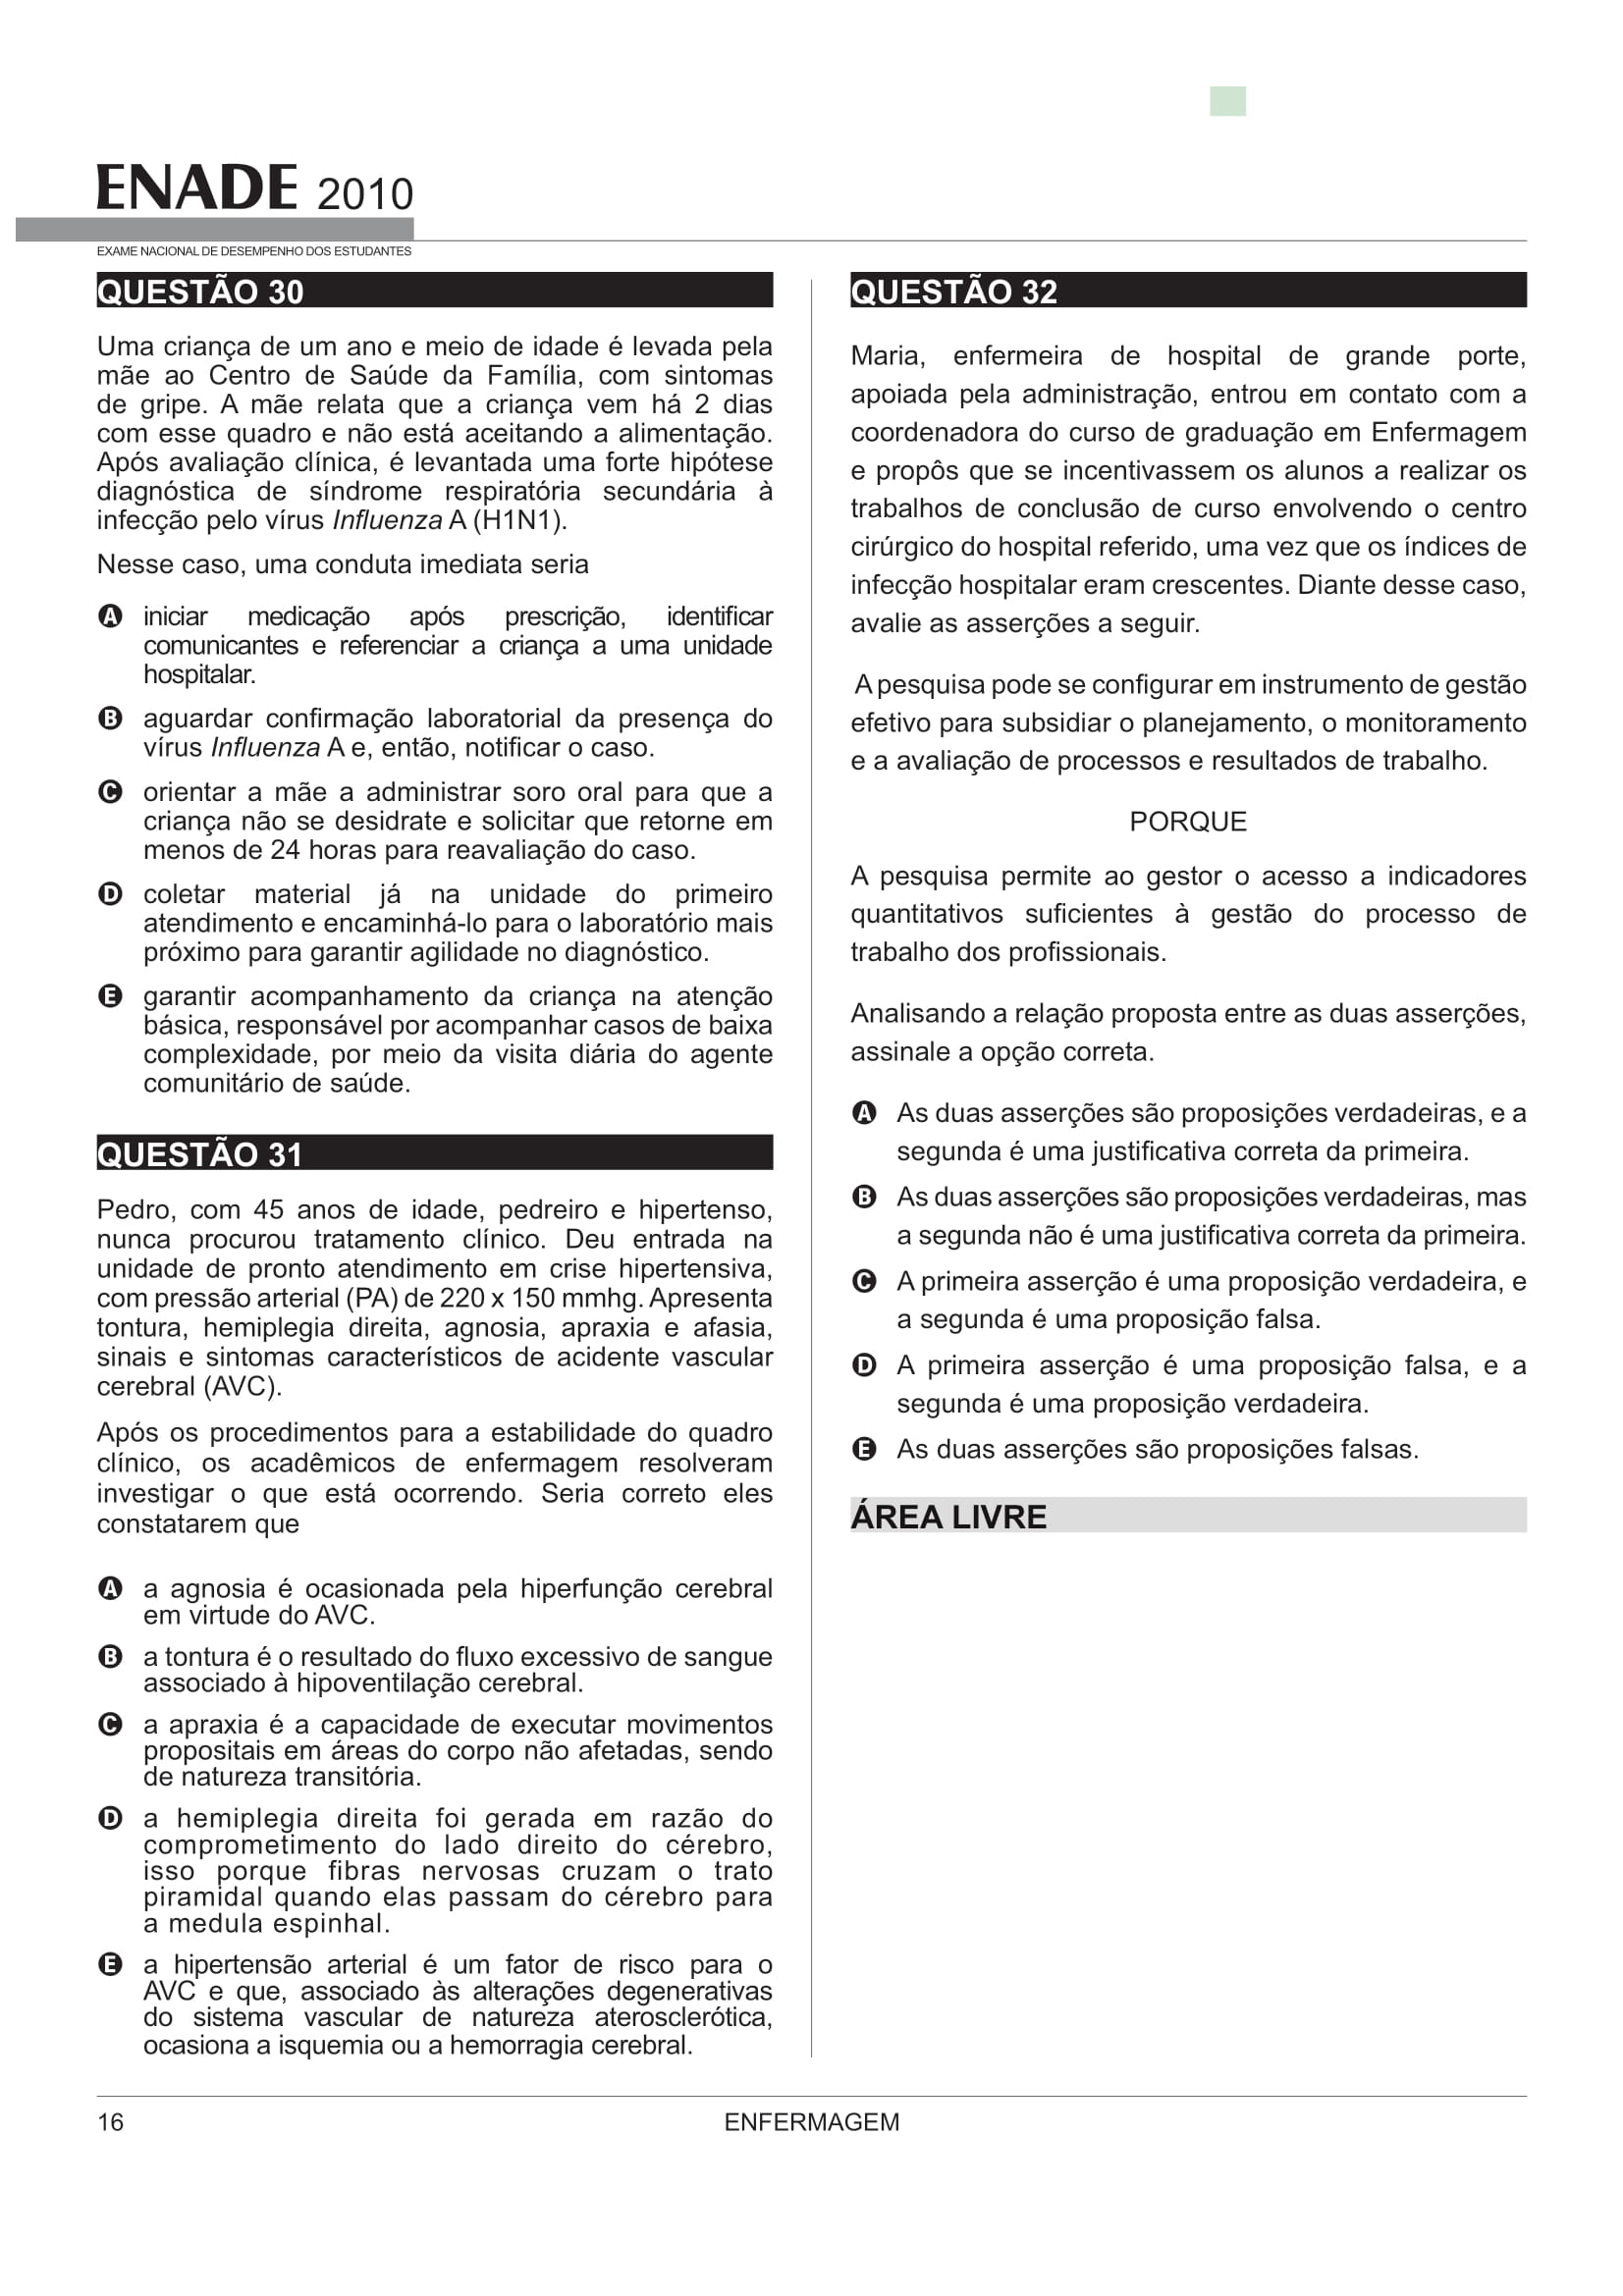 ENADE 2010
EXAME NACIONAL DE DESEMPENHO DOS ESTUDANTES
QUESTÃO 30
Uma criança de um ano e meio de idade é levada pela
mãe ao Centro de Saúde da Família, com sintomas
de gripe. A mãe relata que a criança vem há 2 dias
com esse quadro e não está aceitando a alimentação.
Após avaliação clínica, é levantada uma forte hipótese
diagnóstica de síndrome respiratória secundária à
infecção pelo vírus Influenza A (H1N1).
Nesse caso, uma conduta imediata seria
A iniciar medicação após prescrição, identificar
comunicantes e referenciar a criança a uma unidade
hospitalar.
B aguardar confirmação laboratorial da presença do
vírus Influenza A e, então, notificar o caso.
C orientar a mãe a administrar soro oral para que a
criança não se desidrate e solicitar que retorne em
menos de 24 horas para reavaliação do caso.
D coletar material já na unidade do primeiro
atendimento e encaminhá-lo para o laboratório mais
próximo para garantir agilidade no diagnóstico.
E garantir acompanhamento da criança na atenção
básica, responsável por acompanhar casos de baixa
complexidade, por meio da visita diária do agente
comunitário de saúde.
QUESTÃO 31
Pedro, com 45 anos de idade, pedreiro e hipertenso,
nunca procurou tratamento clínico. Deu entrada na
unidade de pronto atendimento em crise hipertensiva,
com pressão arterial (PA) de 220 x 150 mmhg. Apresenta
tontura, hemiplegia direita, agnosia, apraxia e afasia,
sinais e sintomas característicos de acidente vascular
cerebral (AVC).
Após os procedimentos para a estabilidade do quadro
clínico, os acadêmicos de enfermagem resolveram
investigar o que está ocorrendo. Seria correto eles
constatarem que
A a agnosia é ocasionada pela hiperfunção cerebral
em virtude do AVC.
B a tontura é o resultado do fluxo excessivo de sangue
associado à hipoventilação cerebral.
C a apraxia é a capacidade de executar movimentos
propositais em áreas do corpo não afetadas, sendo
de natureza transitória.
D a hemiplegia direita foi gerada em razão do
comprometimento do lado direito do cérebro,
isso porque fibras nervosas cruzam o trato
piramidal quando elas passam do cérebro para
a medula espinhal.
E a hipertensão arterial é um fator de risco para o
AVC e que, associado às alterações degenerativas
do sistema vascular de natureza aterosclerótica,
ocasiona a isquemia ou a hemorragia cerebral.
QUESTÃO 32
Maria, enfermeira de hospital de grande porte,
apoiada pela administração, entrou em contato com a
coordenadora do curso de graduação em Enfermagem
e propôs que se incentivassem os alunos a realizar os
trabalhos de conclusão de curso envolvendo o centro
cirúrgico do hospital referido, uma vez que os índices de
infecção hospitalar eram crescentes. Diante desse caso,
avalie as asserções a seguir.
A pesquisa pode se configurar em instrumento de gestão
efetivo para subsidiar o planejamento, o monitoramento
e a avaliação de processos e resultados de trabalho.
PORQUE
A pesquisa permite ao gestor o acesso a indicadores
quantitativos suficientes à gestão do processo de
trabalho dos profissionais.
Analisando a relação proposta entre as duas asserções,
assinale a opção correta.
A As duas asserções são proposições verdadeiras, e a
segunda é uma justificativa correta da primeira.
B As duas asserções são proposições verdadeiras, mas
a segunda não é uma justificativa correta da primeira.
C A primeira asserção é uma proposição verdadeira, e
a segunda é uma proposição falsa.
D A primeira asserção é uma proposição falsa, e a
segunda é uma proposição verdadeira.
E As duas asserções são proposições falsas.
ÁREA LIVRE
16
ENFERMAGEM